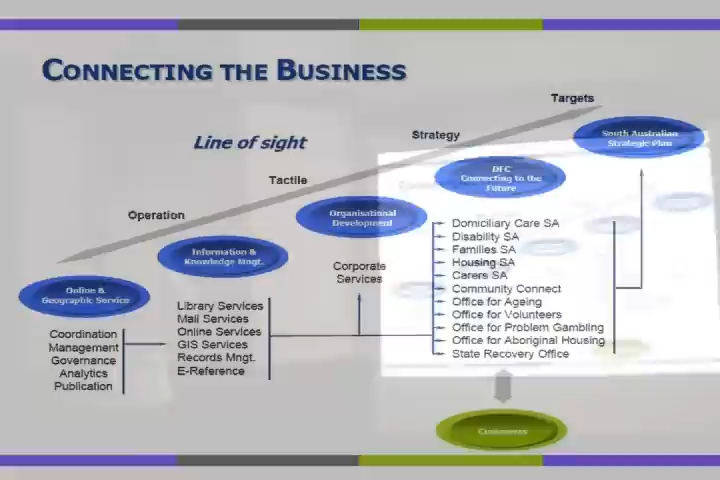 CONNECTING THE BUSINESS
Targets
Line of sight
Strategy
South Australian
Strategic Plan
Tactile
DFC
Connecting to the
Future
Operation
Organisational
Development
Information &
Knowledge Mngt.
Online &
Geographic Service
Corporate
Services
Coordination
Management
Governance
Analytics
Publication
Library Services
Mail Services
Online Services
GIS Services
Records Mngt.
E-Reference
Domiciliary Care SA
Disability SA
Families SA
Housing SA
Carers SA
Community Connect
Office for Ageing
Office for Volunteers
Office for Problem Gambling
Office for Aboriginal Housing
State Recovery Office
Customers